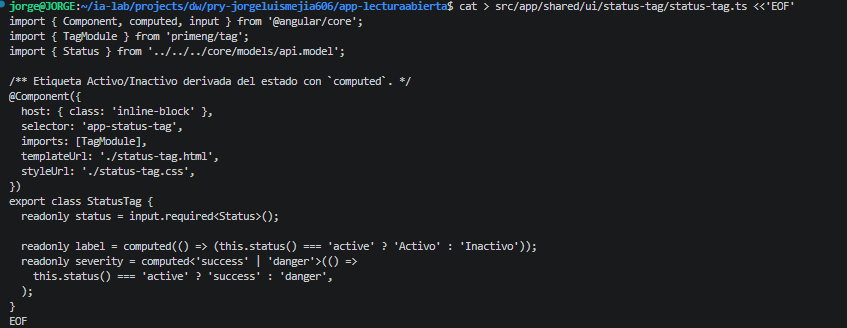 jorge@JORGE:~/ia-lab/projects/dw/pry-jorgeluismejia606/app-lecturaabierta$ cat > src/app/shared/ui/status-tag/status-tag.ts <<'EOF'
import { Component, computed, input } from '@angular/core';
import { TagModule } from 'primeng/tag';
import { Status } from '../../../core/models/api.model';

/** Etiqueta Activo/Inactivo derivada del estado con `computed`. */
@Component({
  host: { class: 'inline-block' },
  selector: 'app-status-tag',
  imports: [TagModule],
  templateUrl: './status-tag.html',
  styleUrl: './status-tag.css',
})
export class StatusTag {
  readonly status = input.required<Status>();

  readonly label = computed(() => (this.status() === 'active' ? 'Activo' : 'Inactivo'));
  readonly severity = computed<'success' | 'danger'>(() =>
    this.status() === 'active' ? 'success' : 'danger',
  );
}
EOF